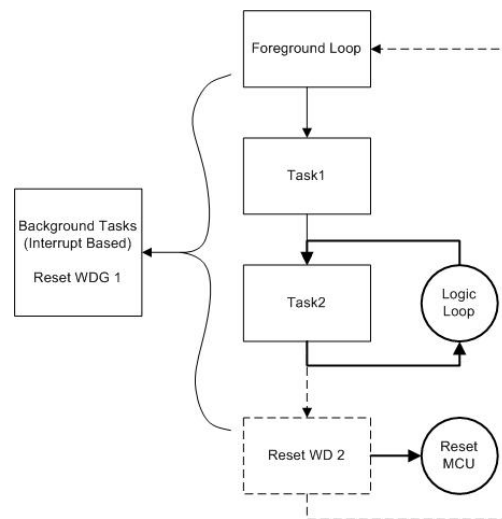 Foreground Loop
Task1
Background Tasks
(Interrupt Based)
Reset WDG 1
Task2
Logic
Loop
Reset WD 2
Reset
MCU